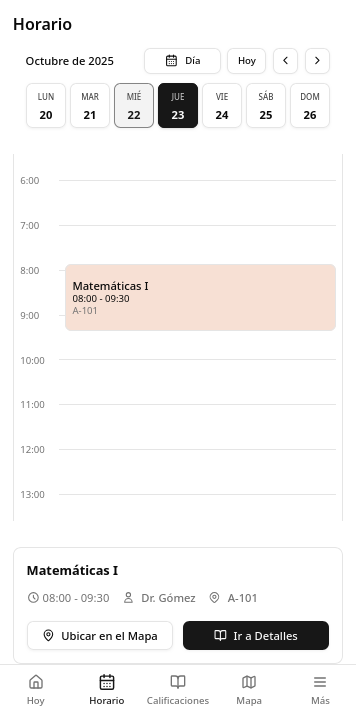 Horario
Octubre de 2025 Día Hoy
LUN MAR MIÉ JUE VIE SÁB DOM
20 21 22 23 24 25 26
6:00
7:00
8:00
Matemáticas I
08:00 - 09:30
A-101
9:00
10:00
11:00
12:00
13:00
Matemáticas I
08:00 - 09:30 Dr. Gómez A-101
Ubicar en el Mapa Ir a Detalles
Hoy Horario Calificaciones Mapa Más